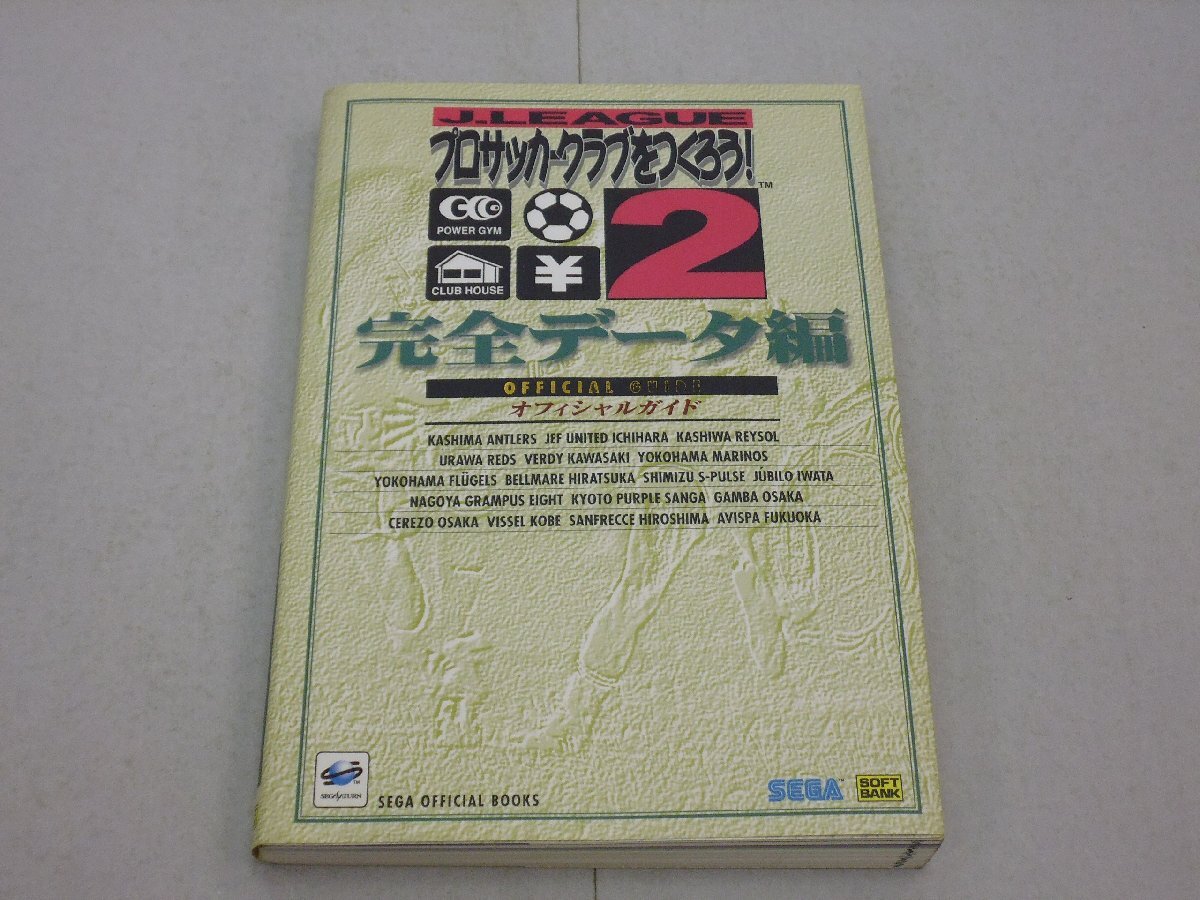 J.LEAGUE
プロサッカークラブをつくろう!
TM
2
POWER GYM
CLUB HOUSE
¥
完全データ編
OFFICIAL GUIDE
オフィシャルガイド
KASHIMA ANTLERS JEF UNITED ICHIHARA KASHIWA REYSOL
URAWA REDS VERDY KAWASAKI YOKOHAMA MARINOS
YOKOHAMA FLÜGELS BELLMARE HIRATSUKA SHIMIZU S-PULSE JÚBILO IWATA
NAGOYA GRAMPUS EIGHT KYOTO PURPLE SANGA GAMBA OSAKA
CEREZO OSAKA VISSEL KOBE SANFRECCE HIROSHIMA AVISPA FUKUOKA
SEGA SATURN TM
SEGA OFFICIAL BOOKS
SEGA TM
SOFT
BANK